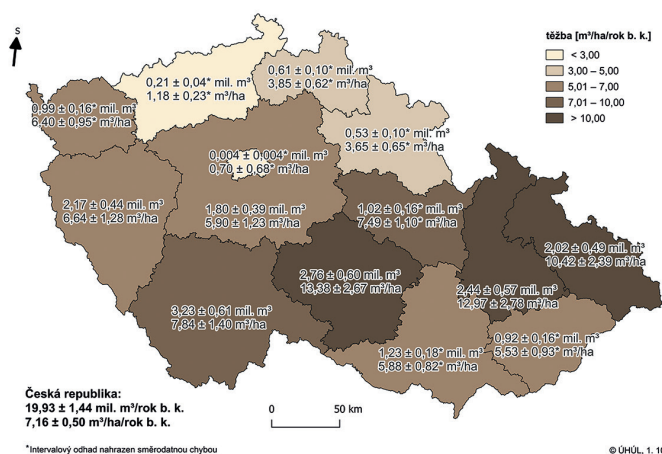 S
těžba [m³/ha/rok b. k.]
< 3,00
3,00 – 5,00
5,01 – 7,00
7,01 – 10,00
> 10,00
0,21 ± 0,04* mil. m³
1,18 ± 0,23* m³/ha
0,61 ± 0,10* mil. m³
3,85 ± 0,62* m³/ha
0,99 ± 0,16* mil. m³
6,40 ± 0,95* m³/ha
0,53 ± 0,10* mil. m³
3,65 ± 0,65* m³/ha
0,004 ± 0,004* mil. m³
0,70 ± 0,68* m³/ha
2,17 ± 0,44 mil. m³
6,64 ± 1,28 m³/ha
1,80 ± 0,39 mil. m³
5,90 ± 1,23 m³/ha
1,02 ± 0,16* mil. m³
7,49 ± 1,10* m³/ha
2,02 ± 0,49 mil. m³
10,42 ± 2,39 m³/ha
2,76 ± 0,60 mil. m³
13,38 ± 2,67 m³/ha
2,44 ± 0,57 mil. m³
12,97 ± 2,78 m³/ha
3,23 ± 0,61 mil. m³
7,84 ± 1,40 m³/ha
0,92 ± 0,16* mil. m³
5,53 ± 0,93* m³/ha
1,23 ± 0,18* mil. m³
5,88 ± 0,82* m³/ha
Česká republika:
19,93 ± 1,44 mil. m³/rok b. k.
7,16 ± 0,50 m³/ha/rok b. k.
0 50 km
*Intervalový odhad nahrazen směrodatnou chybou
© ÚHÚL, 1. 10